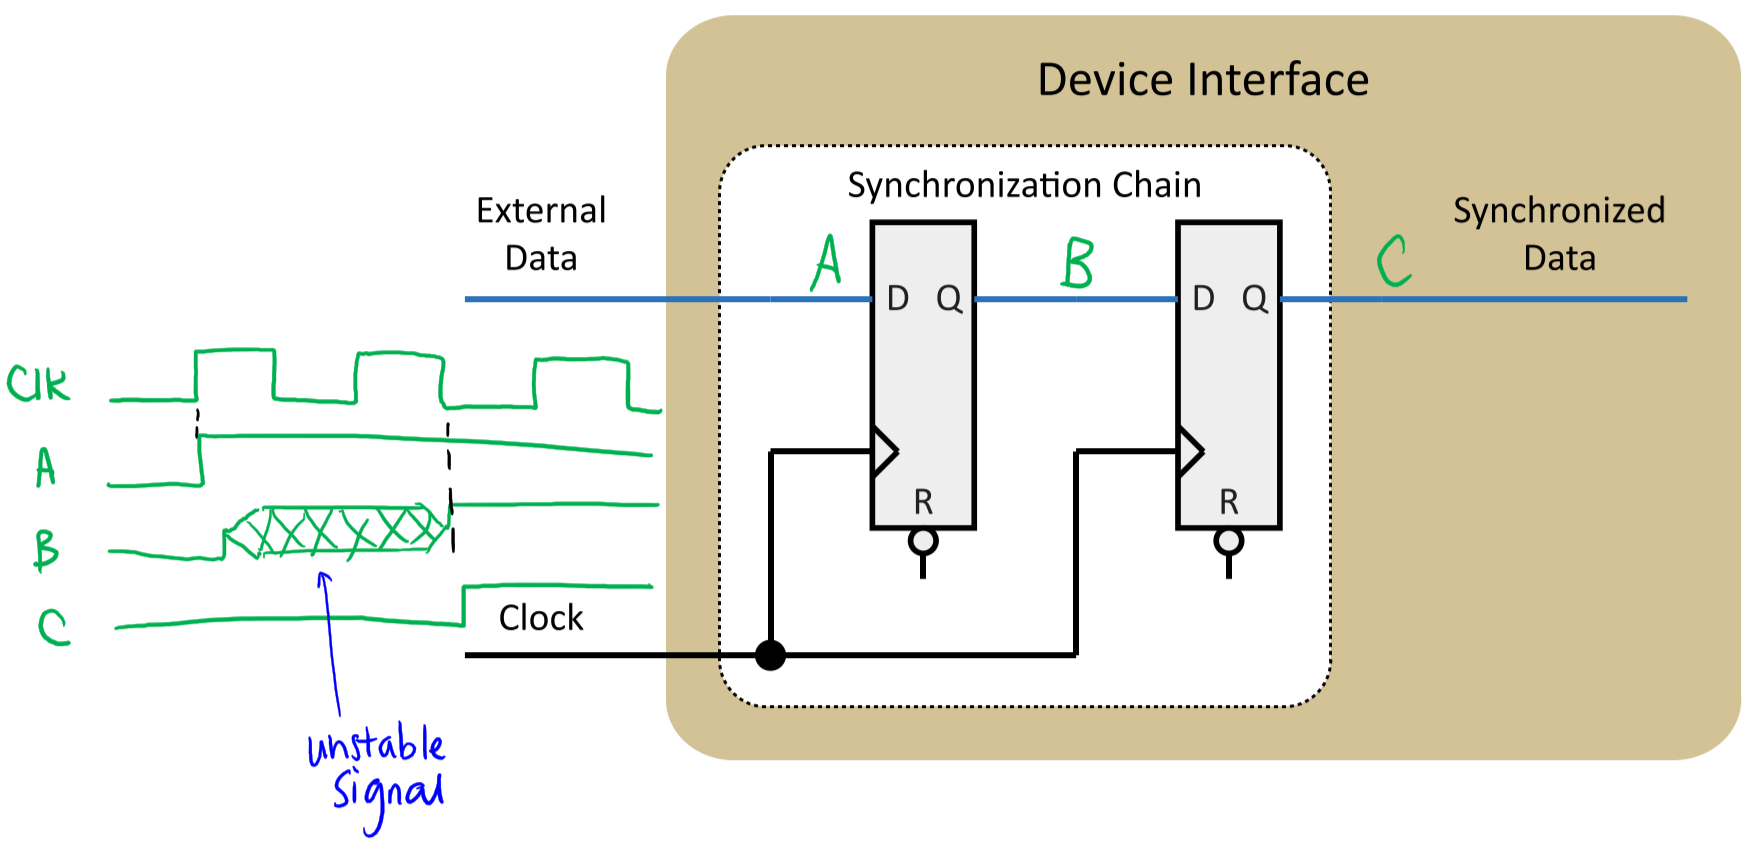 Device Interface
Synchronization Chain
External
Data
Synchronized
Data
A
B
C
D Q
D Q
Clk
A
R
R
B
C
Clock
unstable
signal